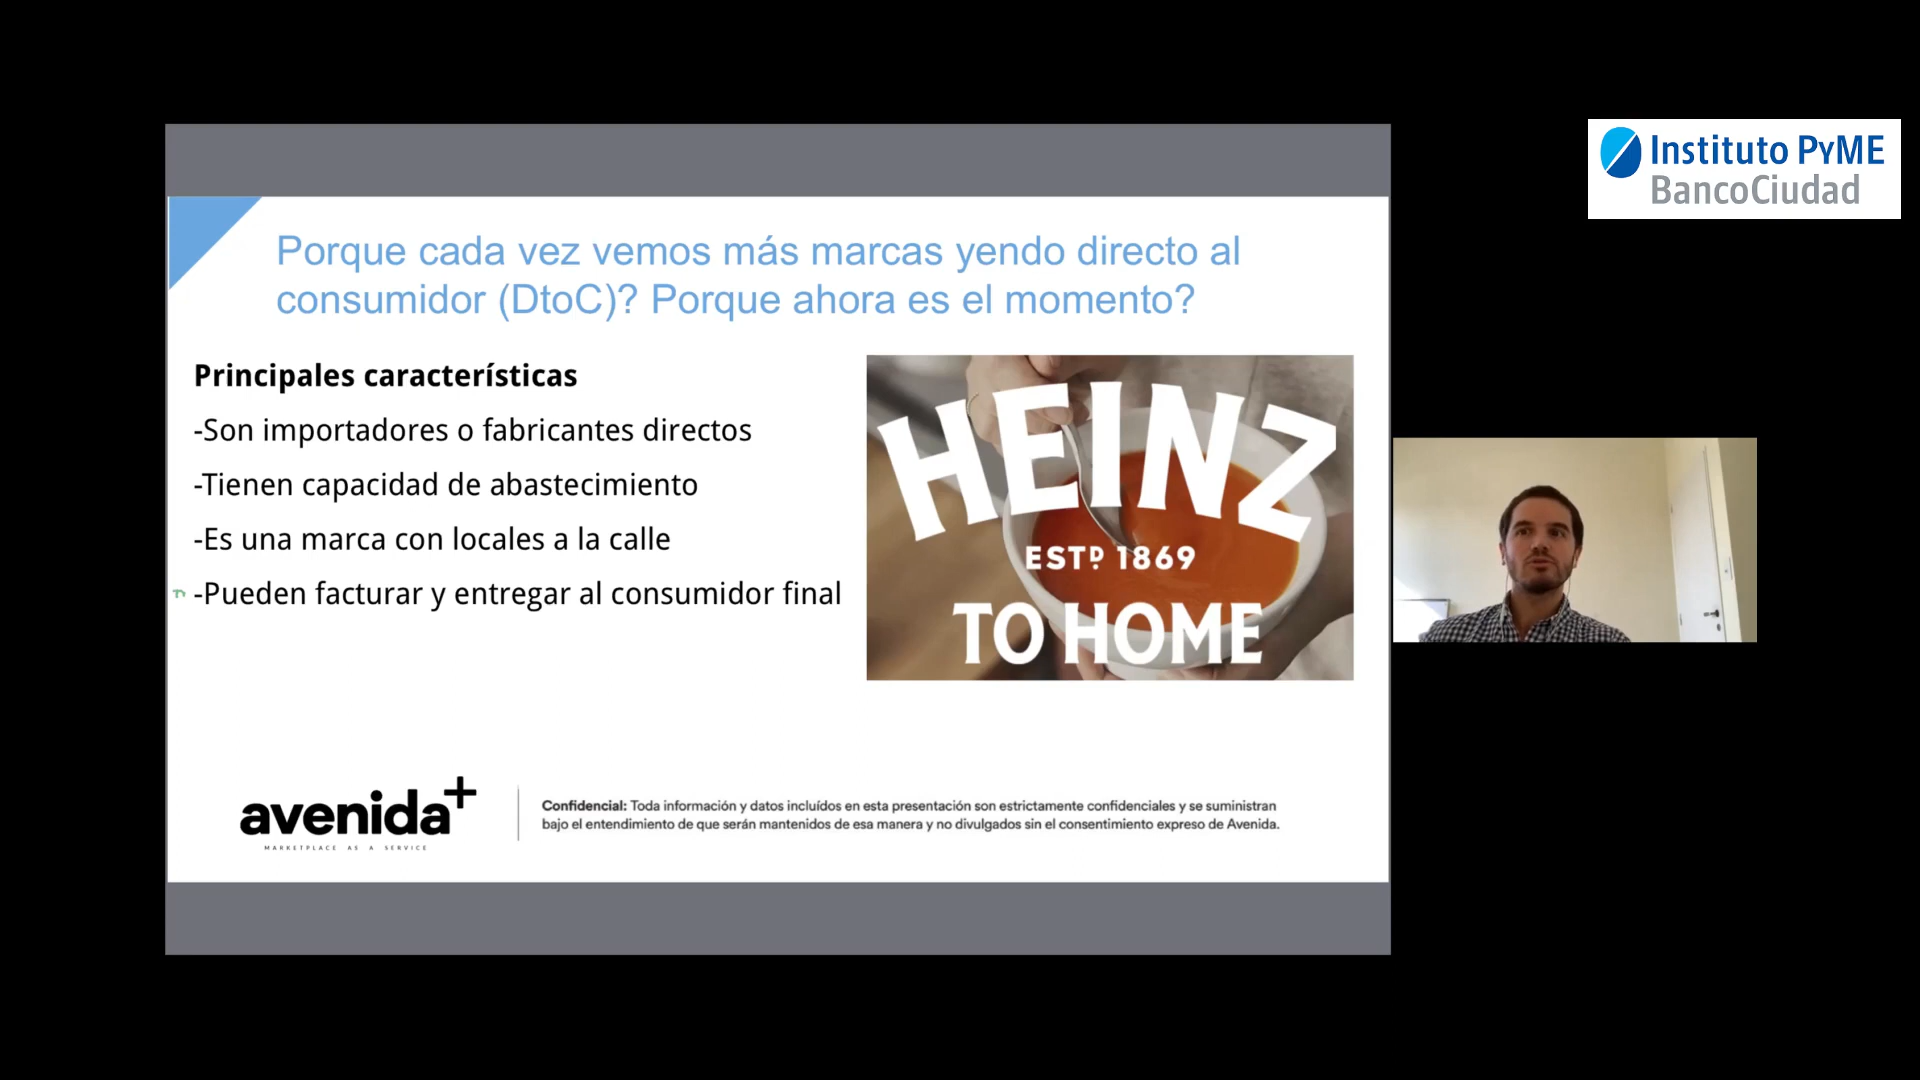 Instituto PYME
BancoCiudad
Porque cada vez vemos más marcas yendo directo al
consumidor (DtoC)? Porque ahora es el momento?
Principales características
-Son importadores o fabricantes directos
-Tienen capacidad de abastecimiento
-Es una marca con locales a la calle
-Pueden facturar y entregar al consumidor final
HEINZ
ESTD 1869
TO HOME
avenida+
MARKETPLACE AS A SERVICE
Confidencial: Toda información y datos incluídos en esta presentación son estrictamente confidenciales y se suministran
bajo el entendimiento de que serán mantenidos de esa manera y no divulgados sin el consentimiento expreso de Avenida.